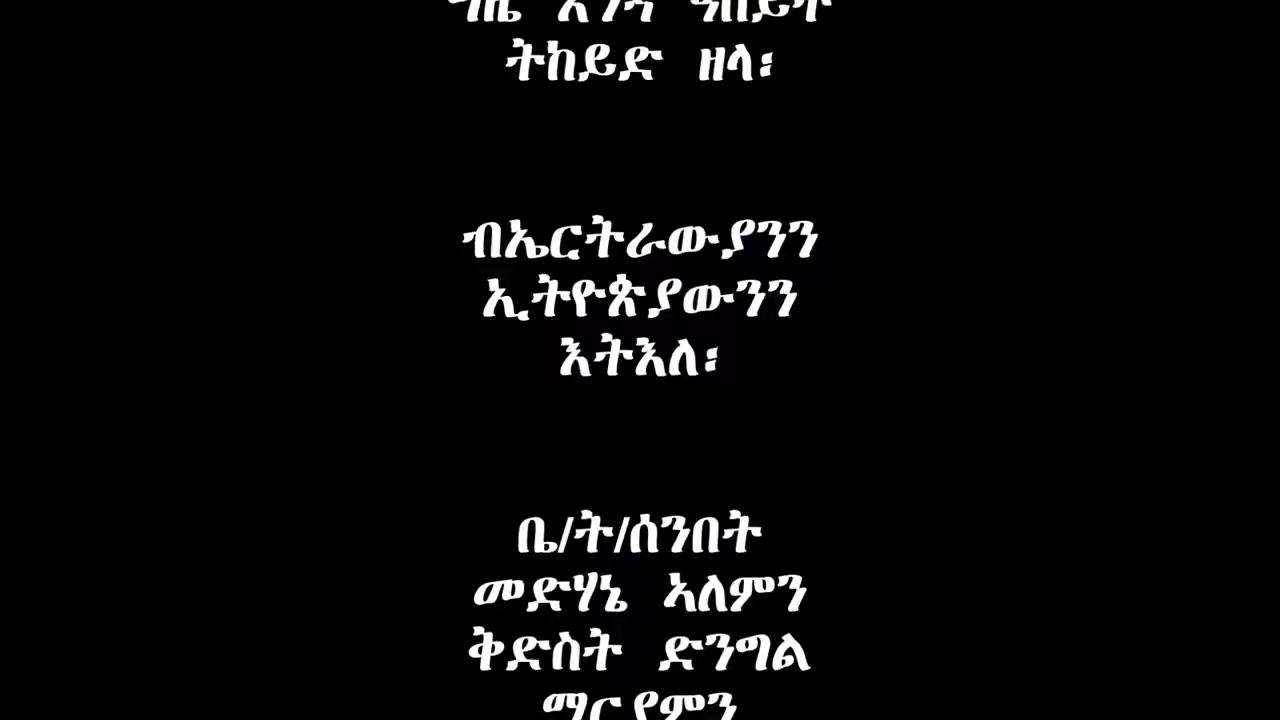 ትከይድ ዘላ፡
ብኤርትራውያንን
ኢትዮጵያውንን
እትእለ፡
ቤ/ት/ሰንበት
መድሃኔ ኣለምን
ቅድስት ድንግል
ማርያምን